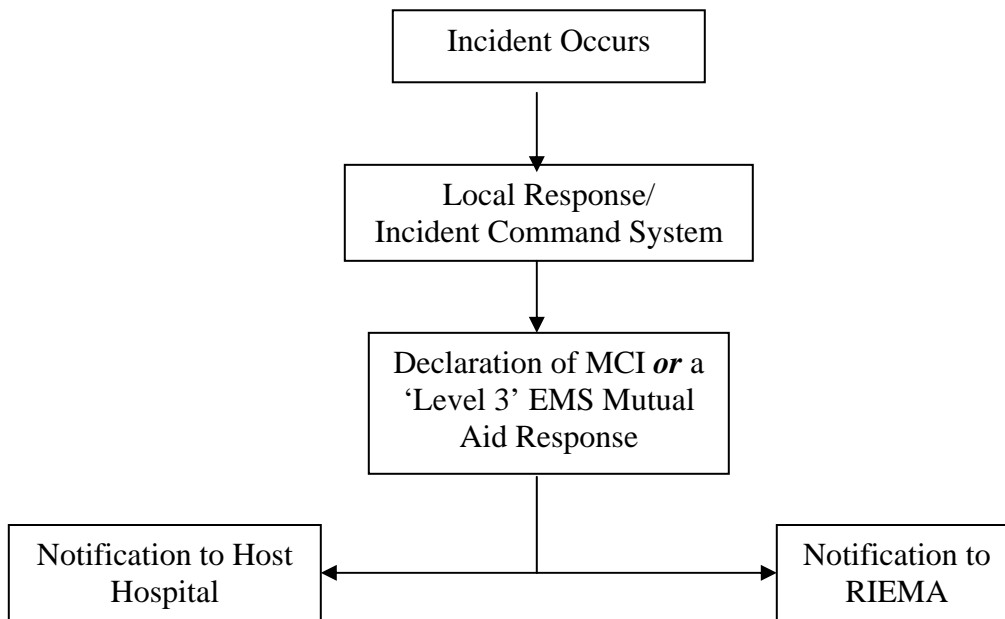 Incident Occurs
Local Response/
Incident Command System
Declaration of MCI or a
‘Level 3’ EMS Mutual
Aid Response
Notification to Host
Hospital
Notification to
RIEMA